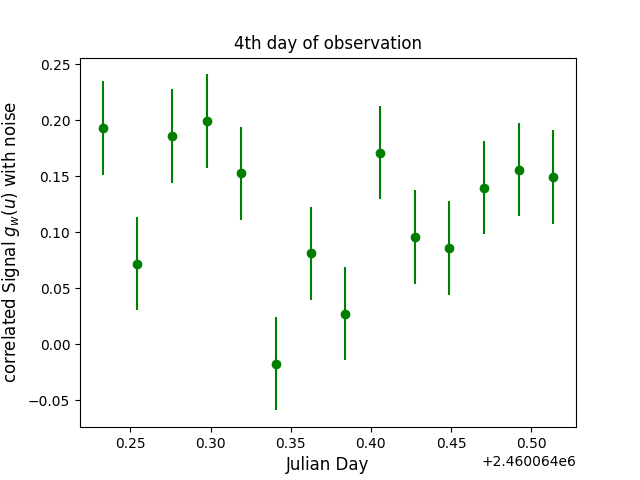 4th day of observation
correlated Signal $g_w(u)$ with noise
0.25
0.20
0.15
0.10
0.05
0.00
−0.05
0.25 0.30 0.35 0.40 0.45 0.50
Julian Day
+2.460064e6